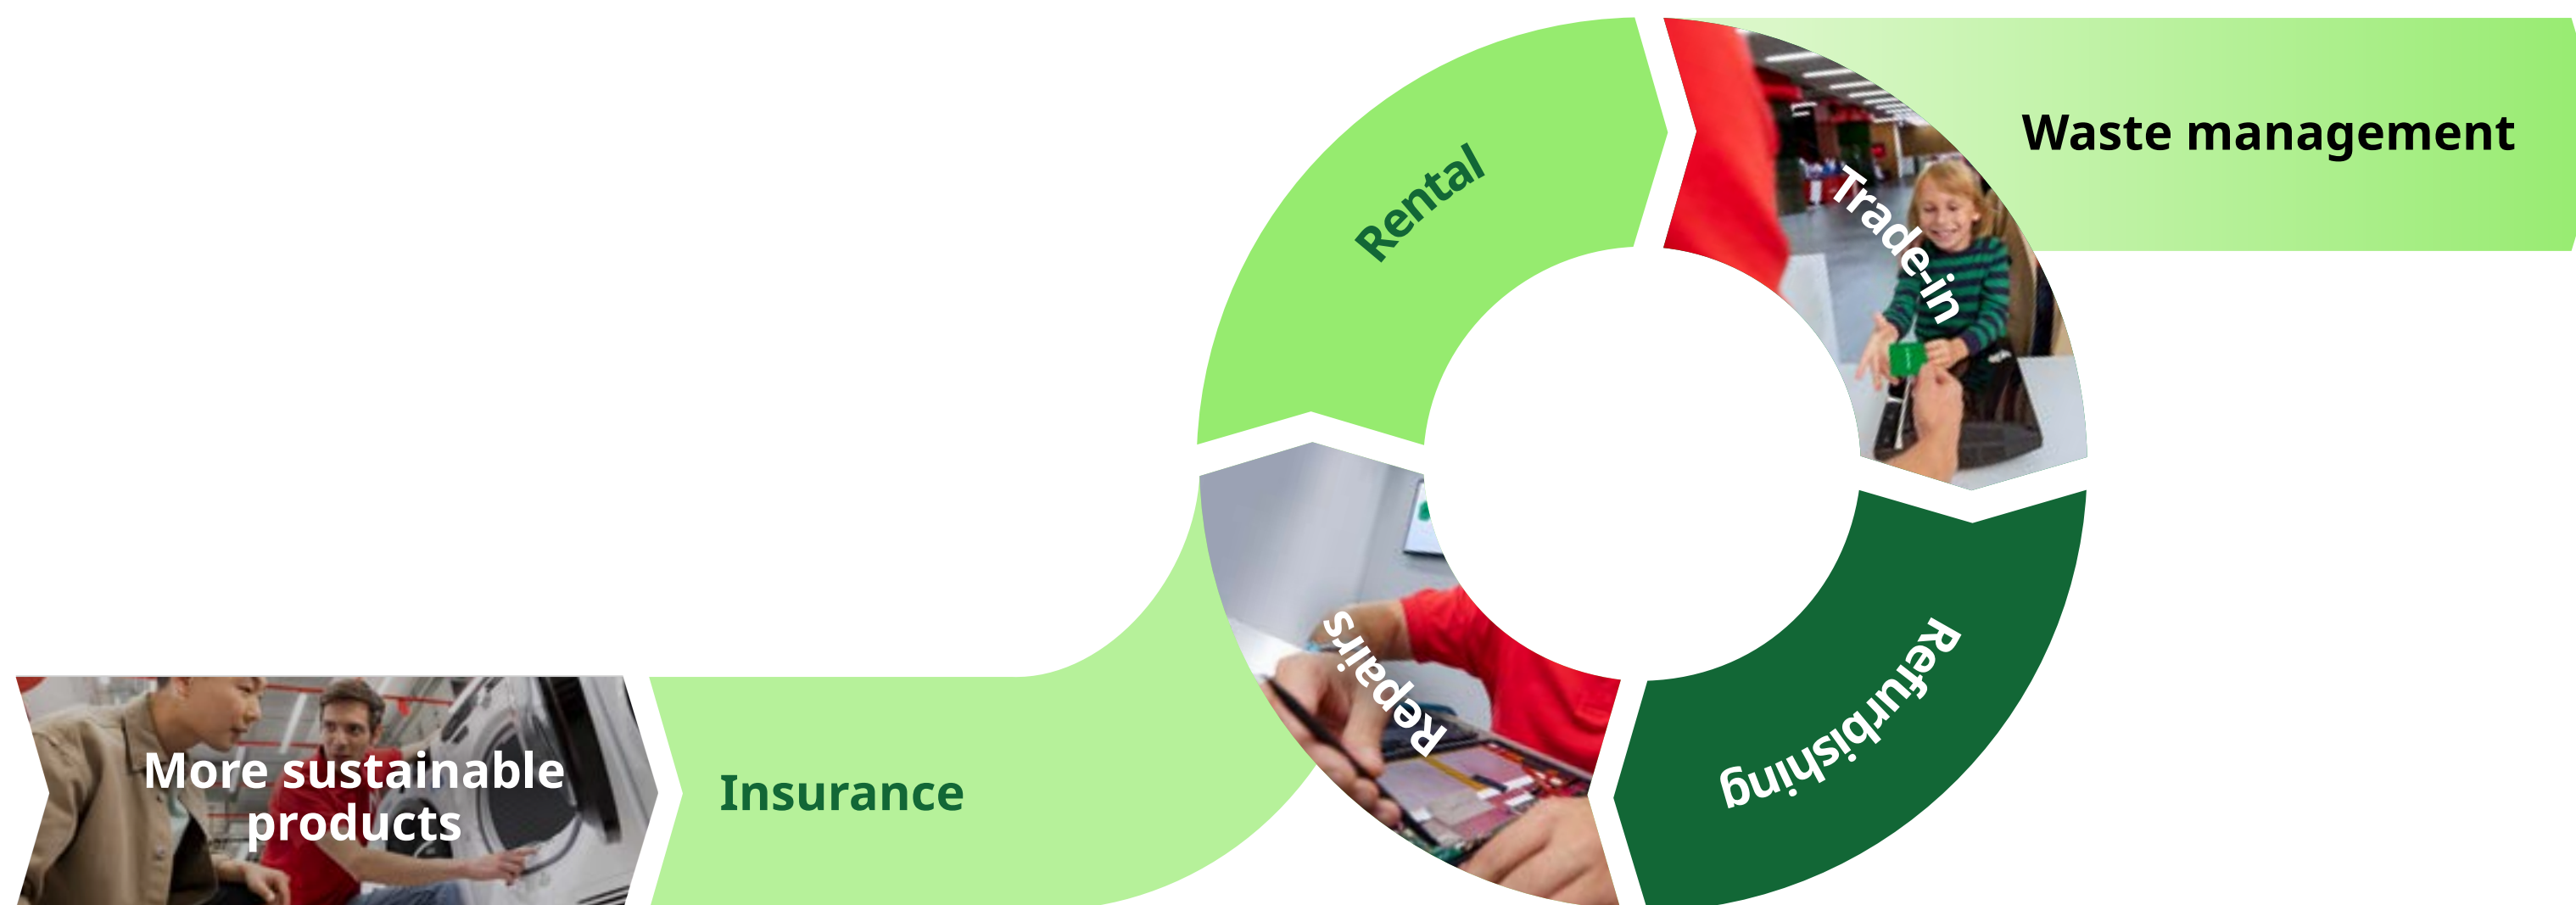 More sustainable
products
Insurance
Repairs
Rental
Trade-in
Refurbishing
Waste management